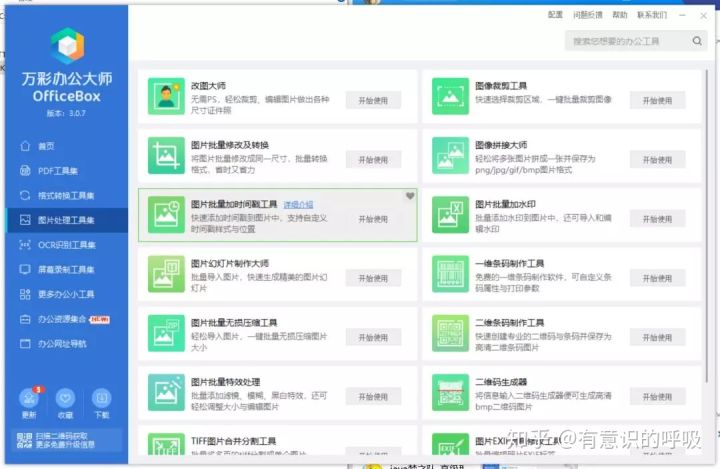 配置 问题反馈 帮助 联系我们
搜索您想要的办公工具
万彩办公大师
OfficeBox
版本：3.0.7
首页
PDF工具集
格式转换工具集
图片处理工具集
OCR识别工具集
屏幕录制工具集
更多办公小工具
办公资源集合 NEW!
办公网址导航
5
更新 收藏 下载
扫描二维码获取
更多免费升级信息
改图大师
无需PS，轻松裁剪、编辑图片做出各种
尺寸证件照
开始使用
图像裁剪工具
快速选择裁剪区域，一键批量裁剪图像
开始使用
图片批量修改及转换
将图片批量修改成同一尺寸，批量转换
格式，省时又省力
开始使用
图像拼接大师
轻松将多张图片拼成一张并保存为
png/jpg/gif/bmp图片格式
开始使用
图片批量加时间戳工具 详细介绍
快速添加时间戳到图片中，支持自定义
时间戳样式与位置
开始使用
图片批量加水印
批量添加水印到图片中，还可导入和编
辑水印
开始使用
图片幻灯片制作大师
批量导入图片，快速生成精美的图片幻
灯片
开始使用
一维条码制作工具
免费的一维条码制作软件，可自定义条
码属性与打印参数
开始使用
图片批量无损压缩工具
轻松导入图片，一键批量无损压缩图片
大小
开始使用
二维条码制作工具
快速创建专业的二维码与条码并保存为
高清二维条码图片
开始使用
图片批量特效处理
批量添加滤镜、模糊、黑白特效，还可
轻松调整大小与编辑图片
开始使用
二维码生成器
将信息输入二维码生成器便可生成高清
bmp二维码图片
开始使用
TIFF图片合并分割工具
图片EXIF
知乎 @有意识的呼吸